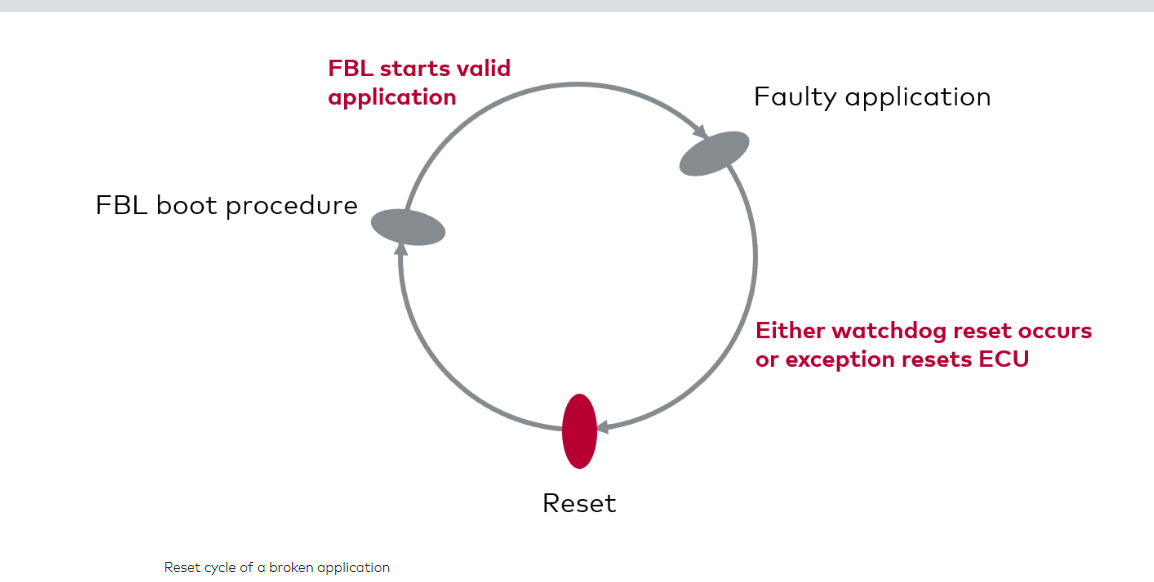 FBL starts valid
application
Faulty application
FBL boot procedure
Either watchdog reset occurs
or exception resets ECU
Reset
Reset cycle of a broken application